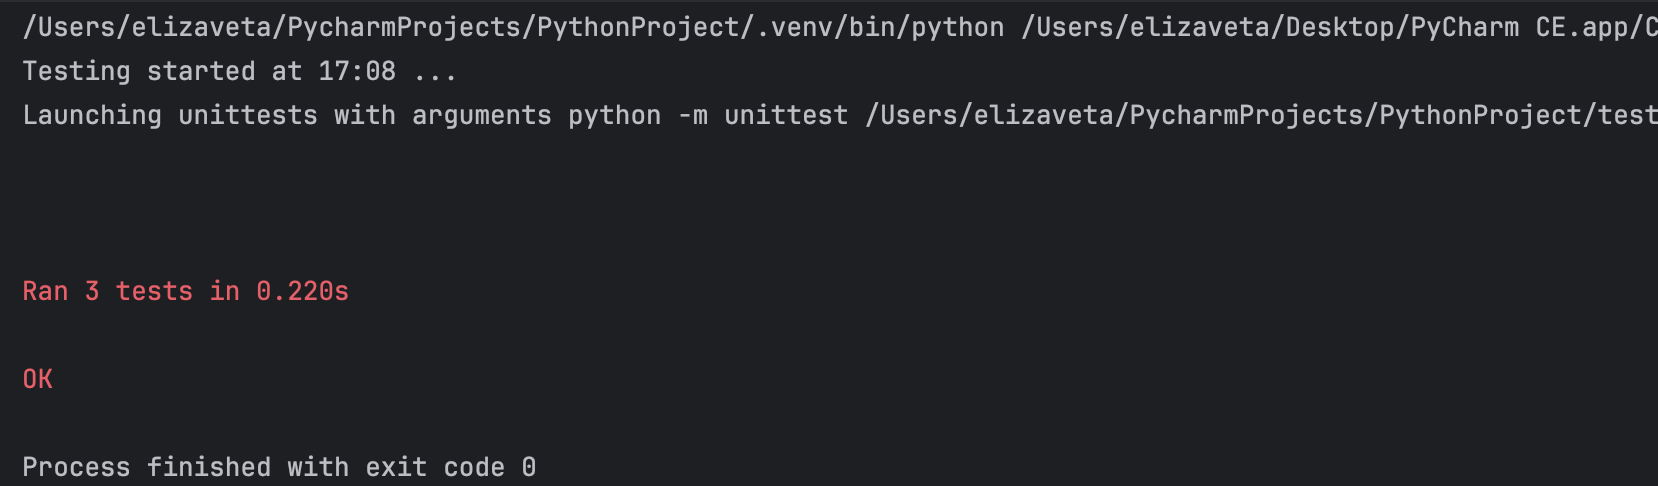 /Users/elizaveta/PycharmProjects/PythonProject/.venv/bin/python /Users/elizaveta/Desktop/PyCharm CE.app/C
Testing started at 17:08 ...
Launching unittests with arguments python -m unittest /Users/elizaveta/PycharmProjects/PythonProject/test
Ran 3 tests in 0.220s
OK
Process finished with exit code 0